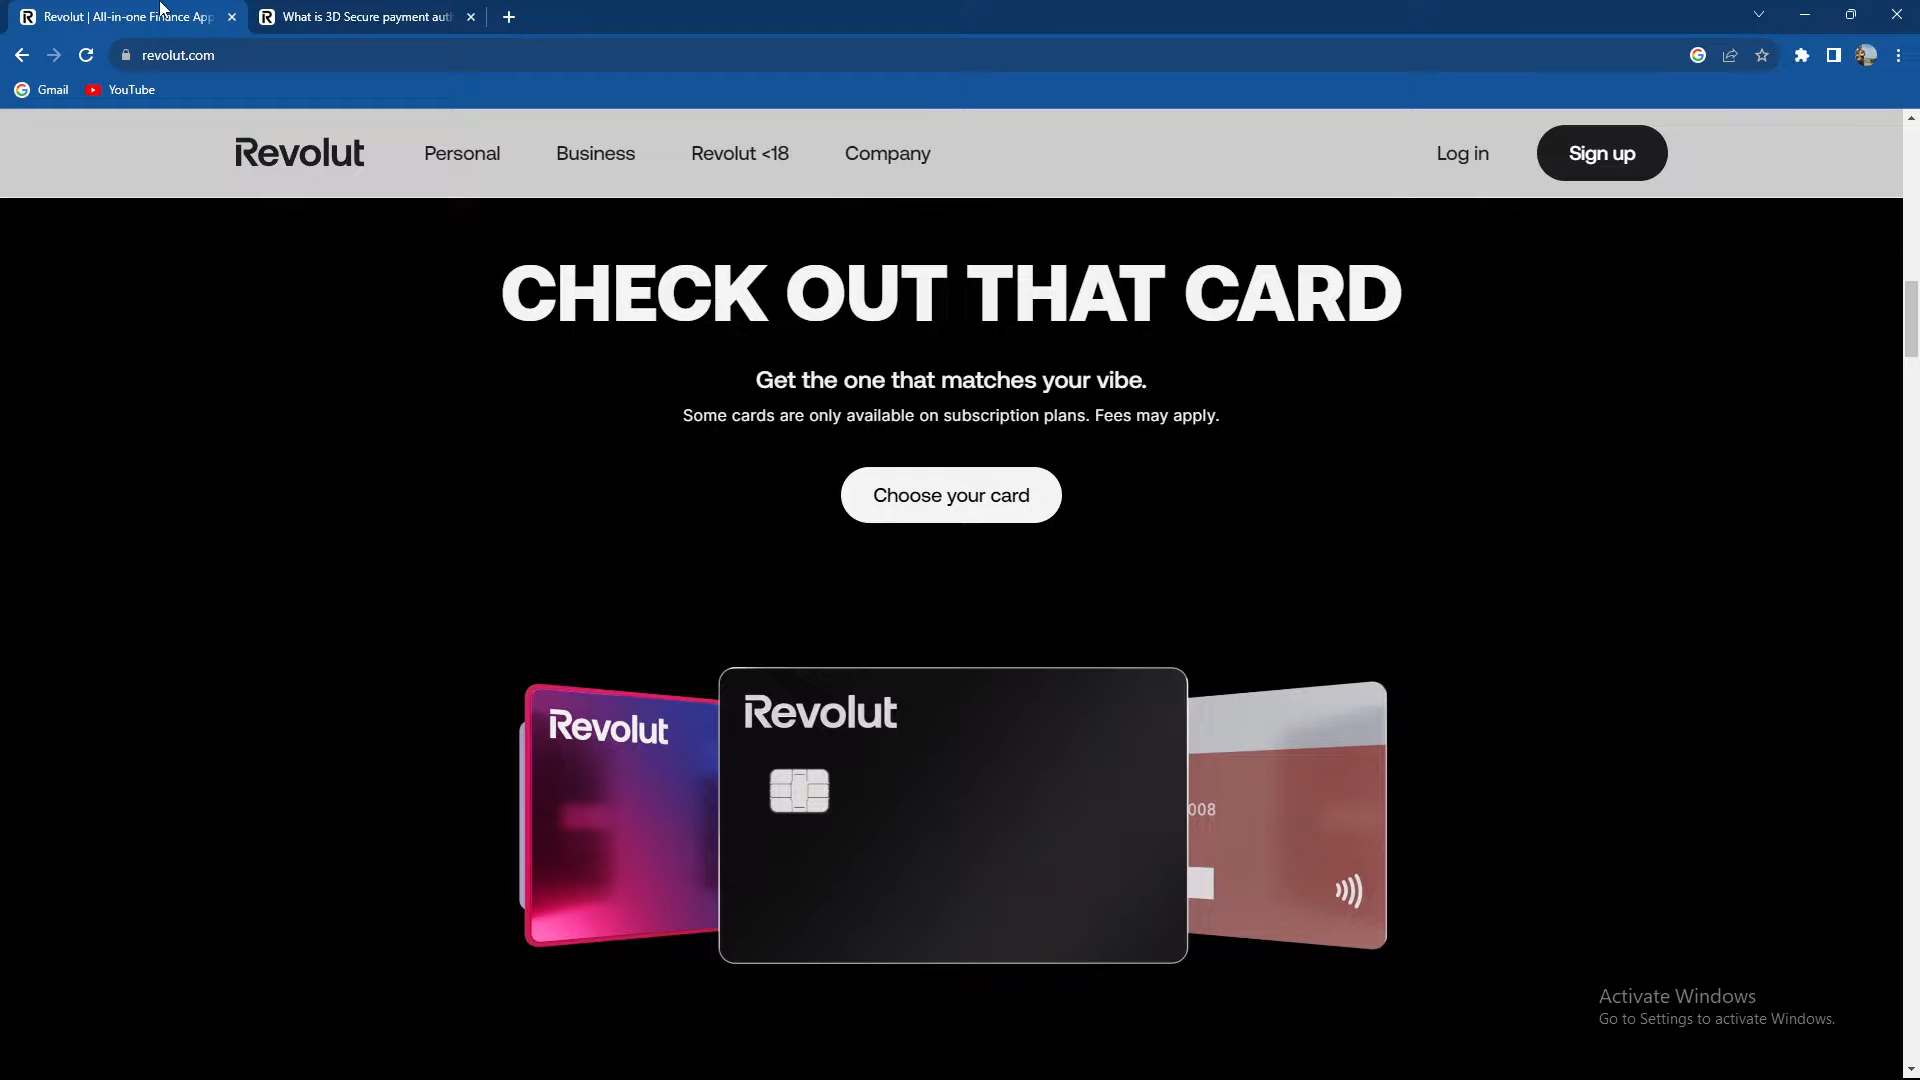 Revolut | All-in-one Finance App
What is 3D Secure payment aut
revolut.com
Gmail
YouTube
Revolut
Personal
Business
Revolut <18
Company
Log in
Sign up
CHECK OUT THAT CARD
Get the one that matches your vibe.
Some cards are only available on subscription plans. Fees may apply.
Choose your card
Revolut
Revolut
008
Activate Windows
Go to Settings to activate Windows.